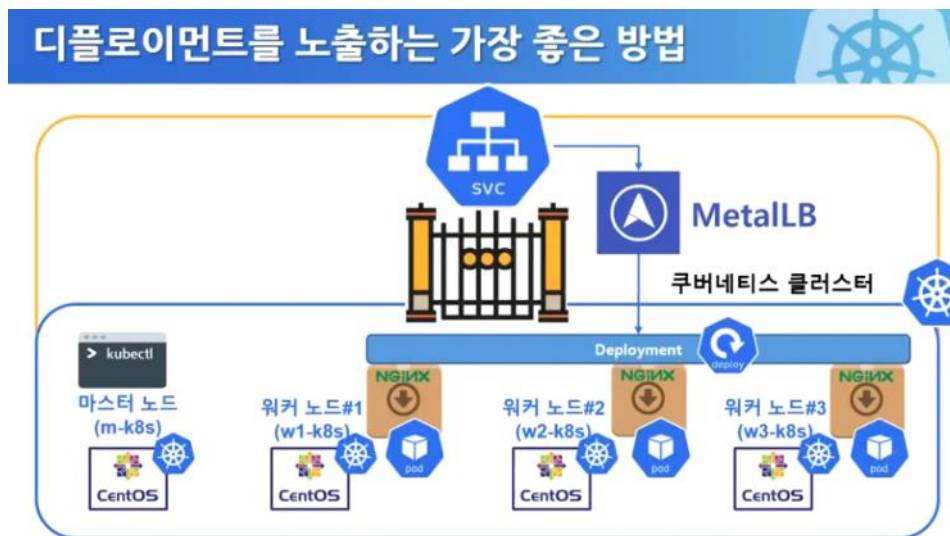 디플로이먼트를 노출하는 가장 좋은 방법
SVC
MetalLB
쿠버네티스 클러스터
> kubectl
Deployment
deploy
NGINX
NGINX
NGINX
마스터 노드
(m-k8s)
워커 노드#1
(w1-k8s)
워커 노드#2
(w2-k8s)
워커 노드#3
(w3-k8s)
pod
pod
pod
CentOS
CentOS
CentOS
CentOS